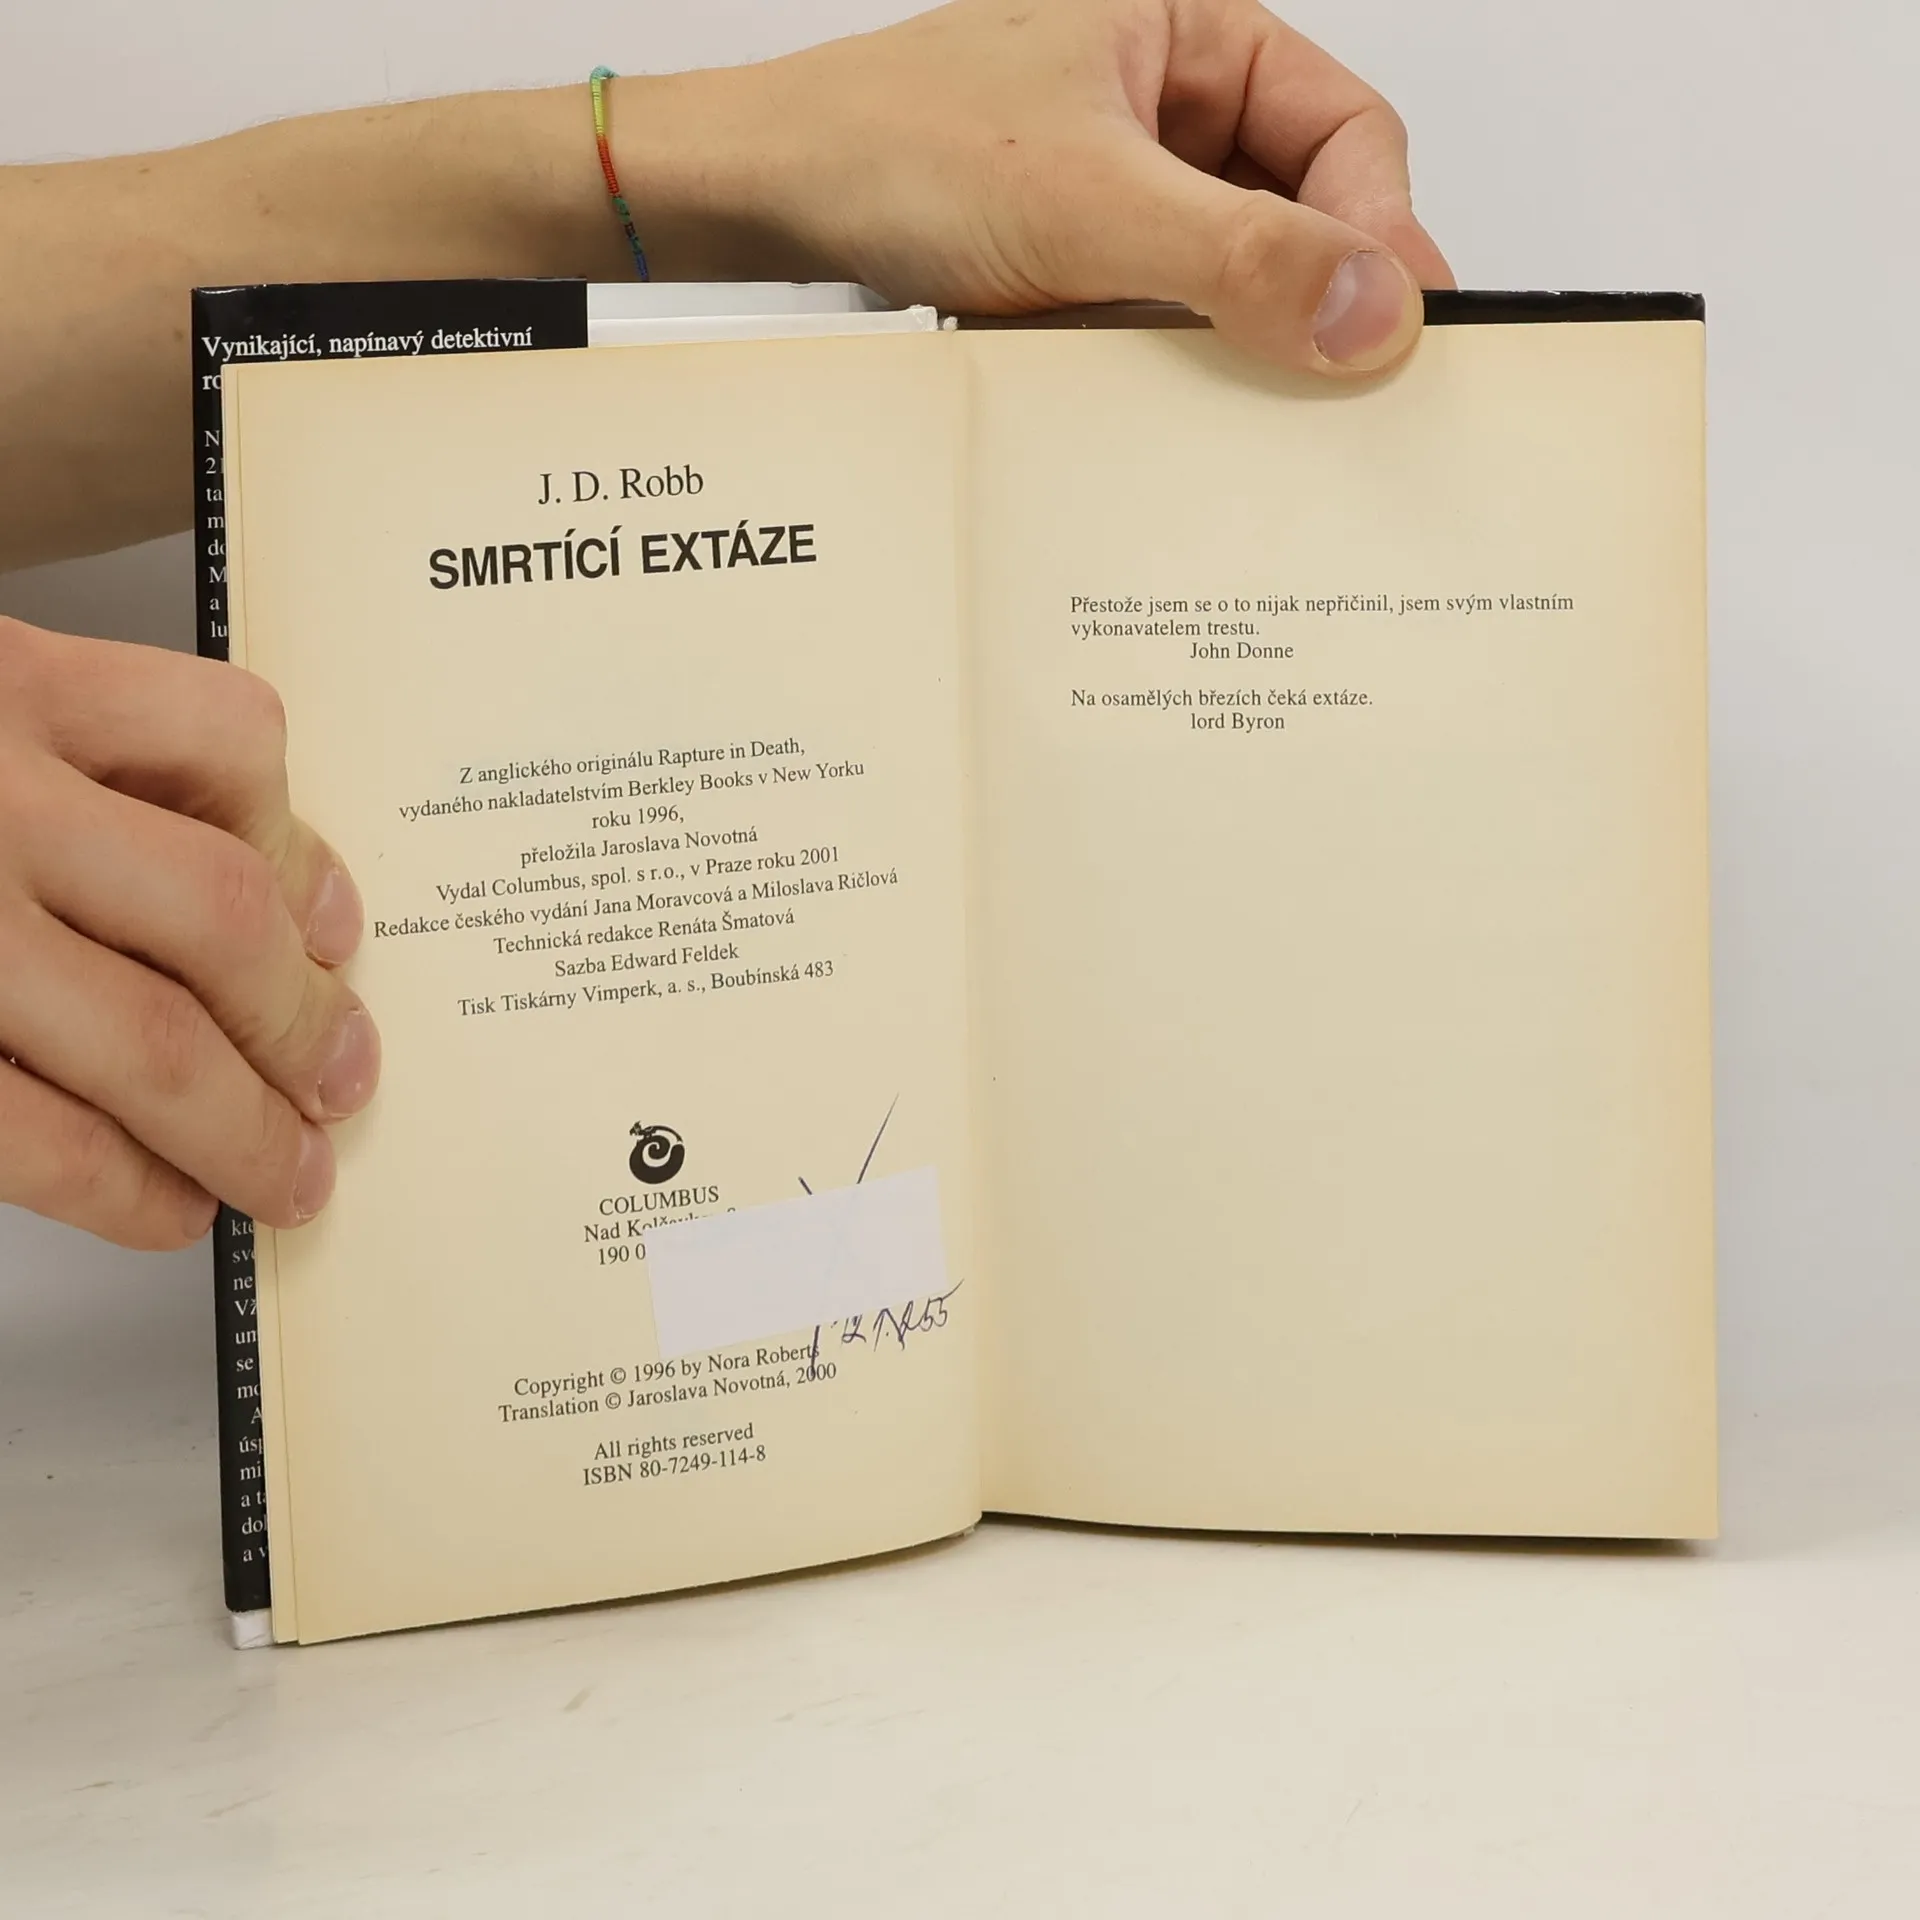 Vynikající, napínavý detektivní
J. D. Robb
SMRTÍCÍ EXTÁZE
Z anglického originálu Rapture in Death,
vydaného nakladatelstvím Berkley Books v New Yorku
roku 1996,
přeložila Jaroslava Novotná
Vydal Columbus, spol. s r.o., v Praze roku 2001
Redakce českého vydání Jana Moravcová a Miloslava Ričlová
Technická redakce Renáta Šmatová
Sazba Edward Feldek
Tisk Tiskárny Vimperk, a. s., Boubínská 483
COLUMBUS
Nad
190 0
Copyright © 1996 by Nora Roberts
Translation © Jaroslava Novotná, 2000
All rights reserved
ISBN 80-7249-114-8
Přestože jsem se o to nijak nepřičinil, jsem svým vlastním
vykonavatelem trestu.
John Donne
Na osamělých březích čeká extáze.
lord Byron